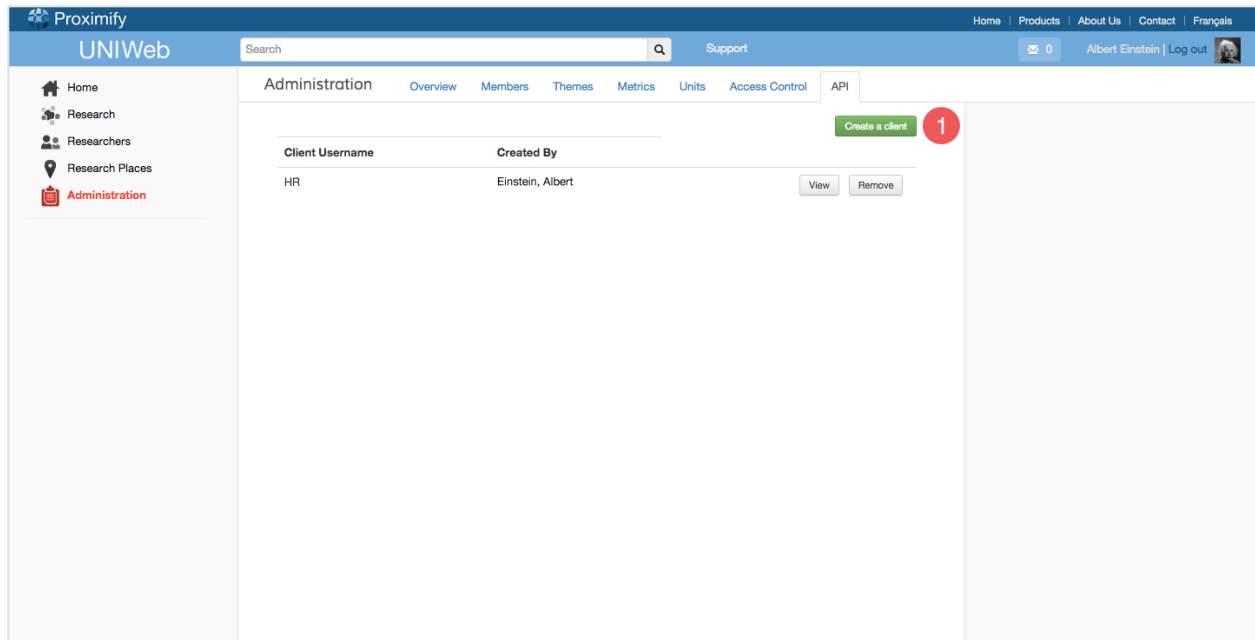 Proximify
Home | Products | About Us | Contact | Français
UNIWeb
Search
Support
0
Albert Einstein | Log out
Home
Research
Researchers
Research Places
Administration
Administration
Overview
Members
Themes
Metrics
Units
Access Control
API
Create a client
1
Client Username
Created By
HR
Einstein, Albert
View
Remove